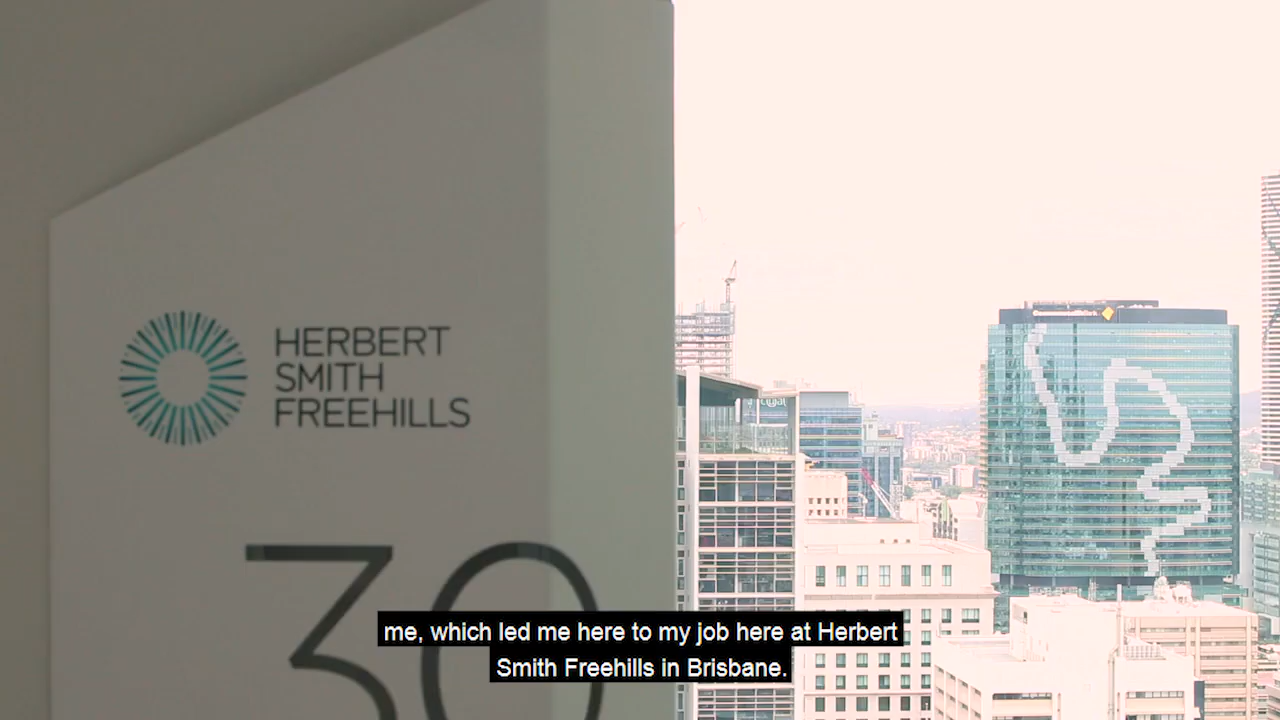 HERBERT
SMITH
FREEHILLS
30
me, which led me here to my job here at Herbert
Smith Freehills in Brisbane.